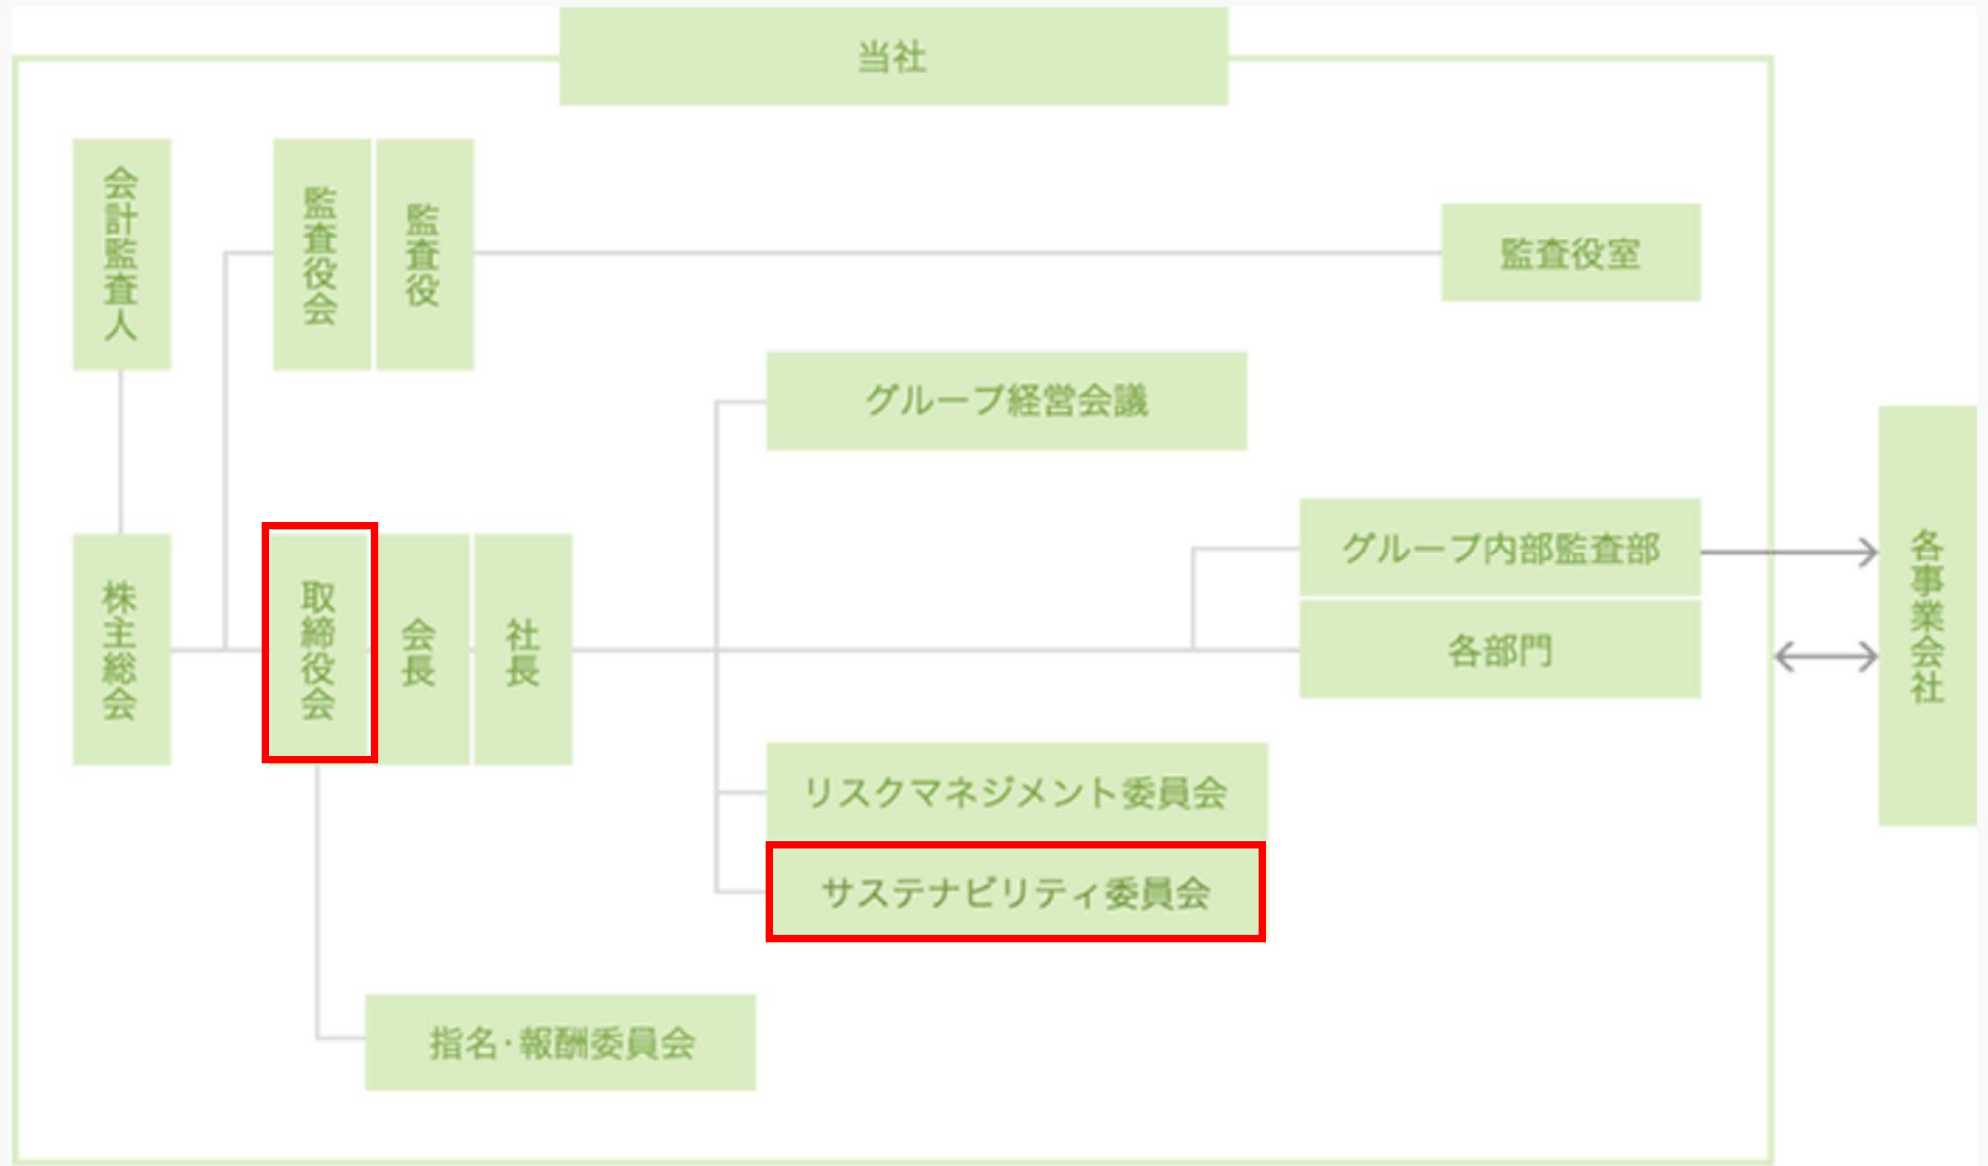 当社
会計監査人
監査役会
監査役
監査役室
グループ経営会議
グループ内部監査部
各部門
各事業会社
株主総会
取締役会
会長
社長
リスクマネジメント委員会
サステナビリティ委員会
指名・報酬委員会